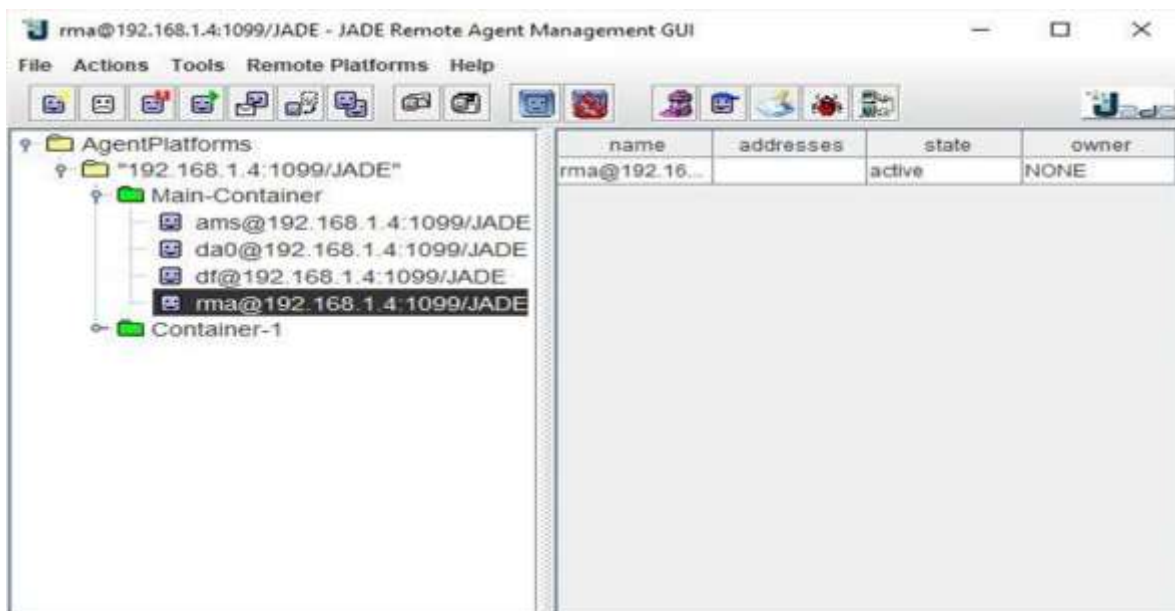 rma@192.168.1.4:1099/JADE - JADE Remote Agent Management GUI
File Actions Tools Remote Platforms Help
AgentPlatforms
"192.168.1.4:1099/JADE"
Main-Container
ams@192.168.1.4:1099/JADE
da0@192.168.1.4:1099/JADE
df@192.168.1.4:1099/JADE
rma@192.168.1.4:1099/JADE
Container-1
name addresses state owner
rma@192.16... active NONE